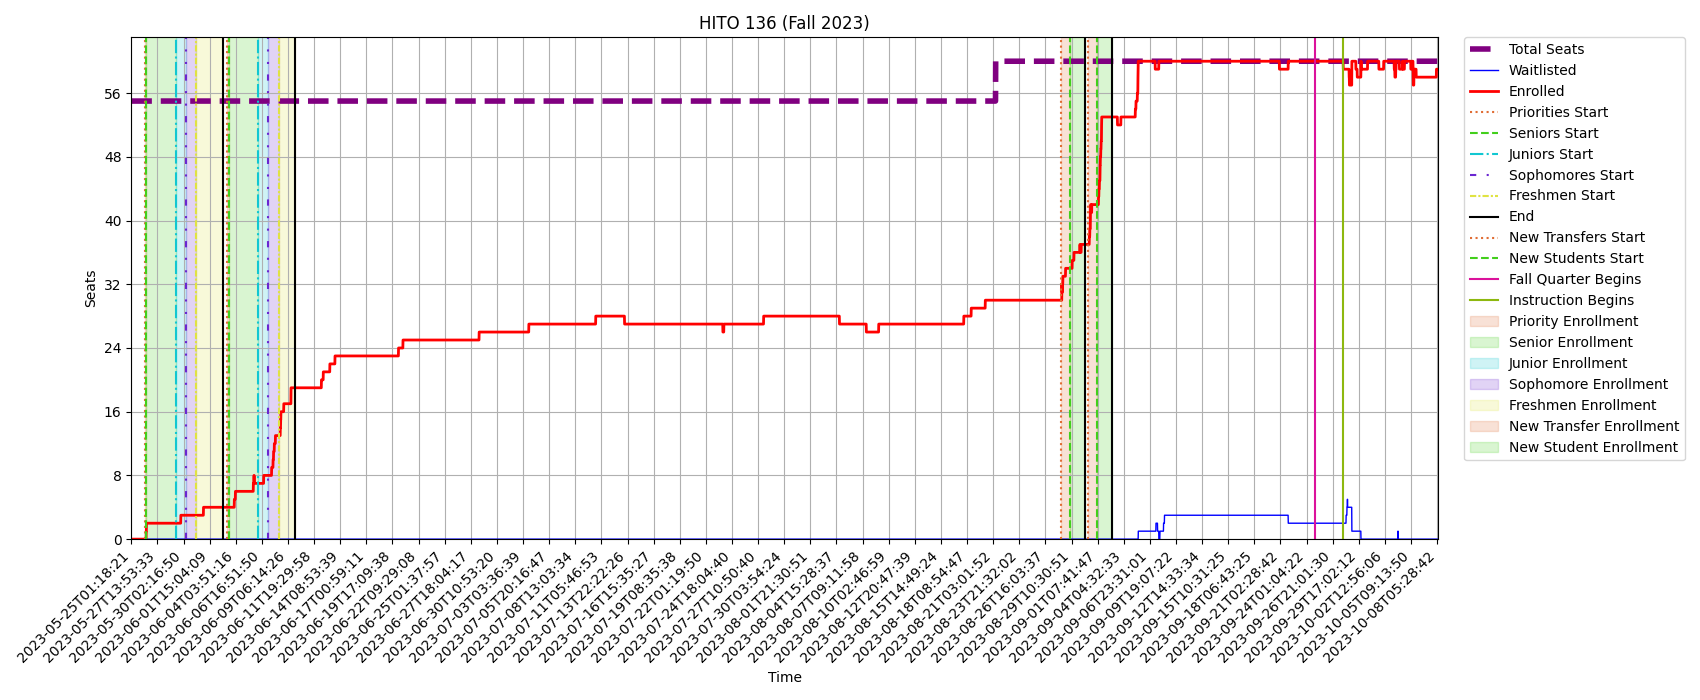 HITO 136 (Fall 2023)
Seats
56
48
40
32
24
16
8
0
2023-05-25T01:18:21
2023-05-27T13:53:33
2023-05-30T02:16:50
2023-06-01T15:04:09
2023-06-04T03:51:16
2023-06-06T16:51:50
2023-06-09T06:14:26
2023-06-11T19:29:58
2023-06-14T08:53:39
2023-06-17T00:59:11
2023-06-19T17:09:38
2023-06-22T09:29:08
2023-06-25T01:37:57
2023-06-27T18:04:17
2023-06-30T10:53:20
2023-07-03T03:36:39
2023-07-05T20:16:47
2023-07-08T13:03:34
2023-07-11T05:46:53
2023-07-13T22:22:26
2023-07-16T15:35:27
2023-07-19T08:35:38
2023-07-22T01:19:50
2023-07-24T18:04:40
2023-07-27T10:50:40
2023-07-30T03:54:24
2023-08-01T21:30:51
2023-08-04T15:28:37
2023-08-07T09:11:58
2023-08-10T02:46:59
2023-08-12T20:47:39
2023-08-15T14:49:24
2023-08-18T08:54:47
2023-08-21T03:01:52
2023-08-23T21:32:02
2023-08-26T16:03:37
2023-08-29T10:30:51
2023-09-01T07:41:47
2023-09-04T04:32:33
2023-09-06T23:31:01
2023-09-09T19:07:22
2023-09-12T14:33:34
2023-09-15T10:31:25
2023-09-18T06:43:25
2023-09-21T02:28:42
2023-09-24T01:04:22
2023-09-26T21:01:30
2023-09-29T17:02:12
2023-10-02T12:56:06
2023-10-05T09:13:50
2023-10-08T05:28:42
Time
Total Seats
Waitlisted
Enrolled
Priorities Start
Seniors Start
Juniors Start
Sophomores Start
Freshmen Start
End
New Transfers Start
New Students Start
Fall Quarter Begins
Instruction Begins
Priority Enrollment
Senior Enrollment
Junior Enrollment
Sophomore Enrollment
Freshmen Enrollment
New Transfer Enrollment
New Student Enrollment